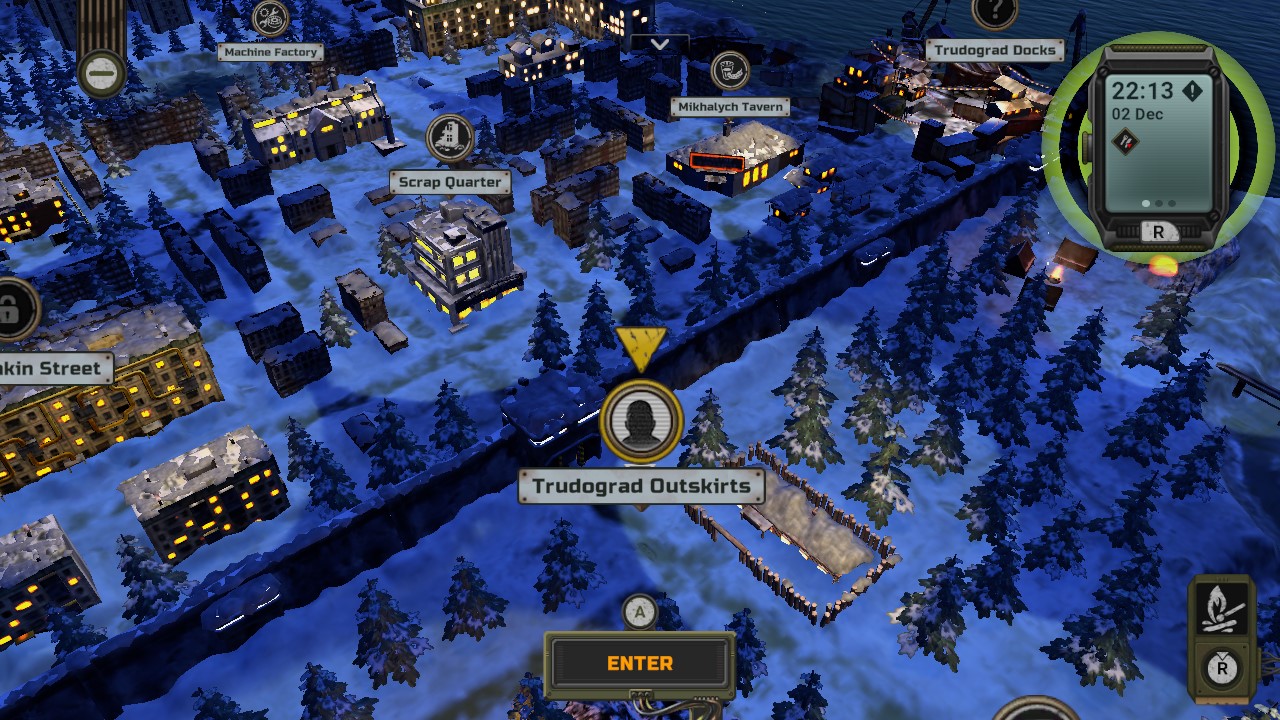 Machine Factory
Trudograd Docks
Mikhalych Tavern
22:13
02 Dec
Scrap Quarter
R
kin Street
Trudograd Outskirts
A
ENTER
R